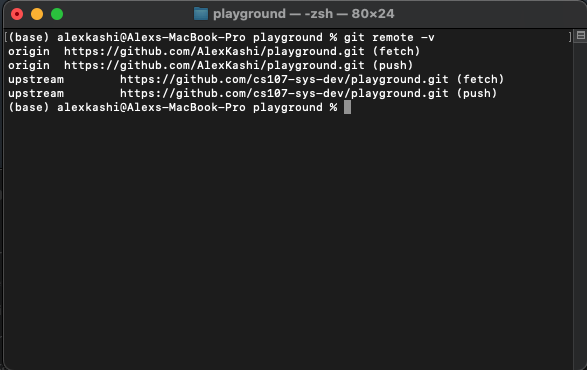 playground — -zsh — 80×24
[(base) alexkashi@Alexs-MacBook-Pro playground % git remote -v ]
origin  https://github.com/AlexKashi/playground.git (fetch)
origin  https://github.com/AlexKashi/playground.git (push)
upstream        https://github.com/cs107-sys-dev/playground.git (fetch)
upstream        https://github.com/cs107-sys-dev/playground.git (push)
(base) alexkashi@Alexs-MacBook-Pro playground %